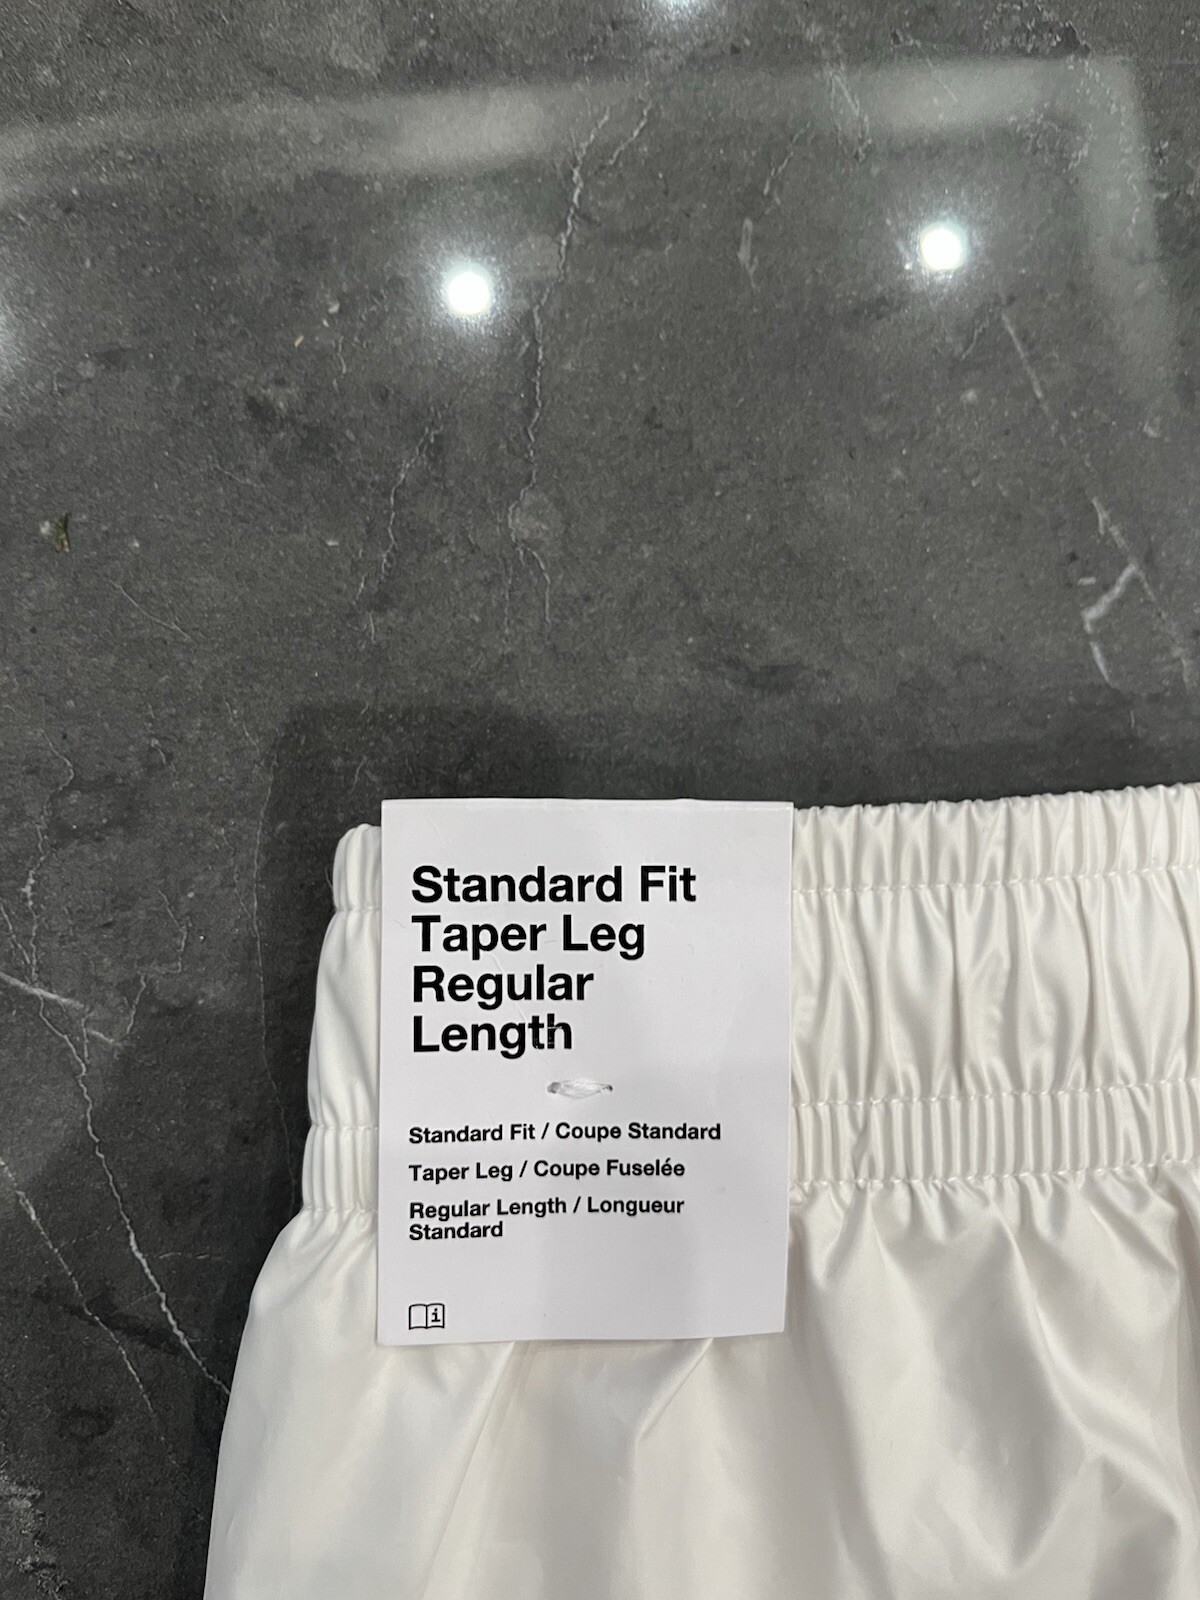 Standard Fit
Taper Leg
Regular
Length
Standard Fit / Coupe Standard
Taper Leg / Coupe Fuselée
Regular Length / Longueur
Standard
i